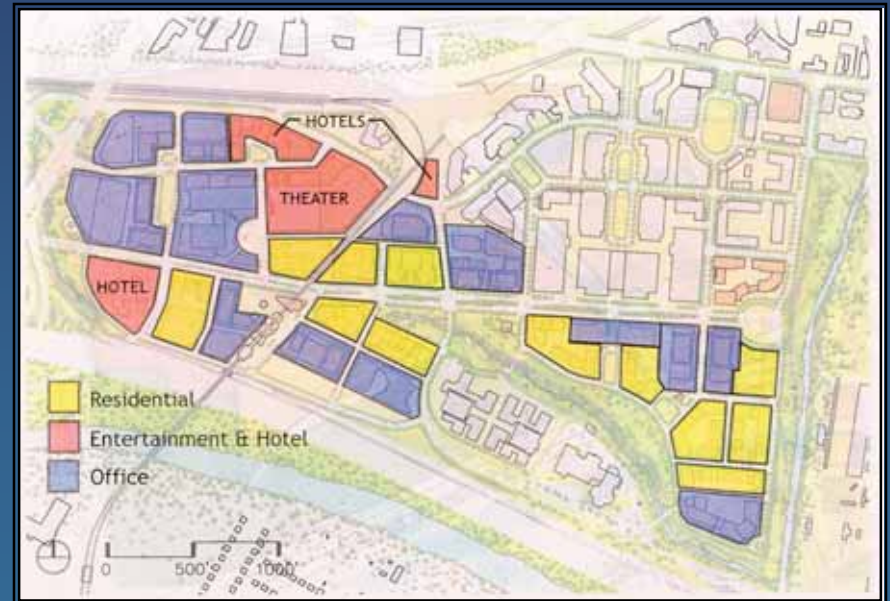 HOTELS
THEATER
HOTEL
Residential
Entertainment & Hotel
Office
0 500' 1000'